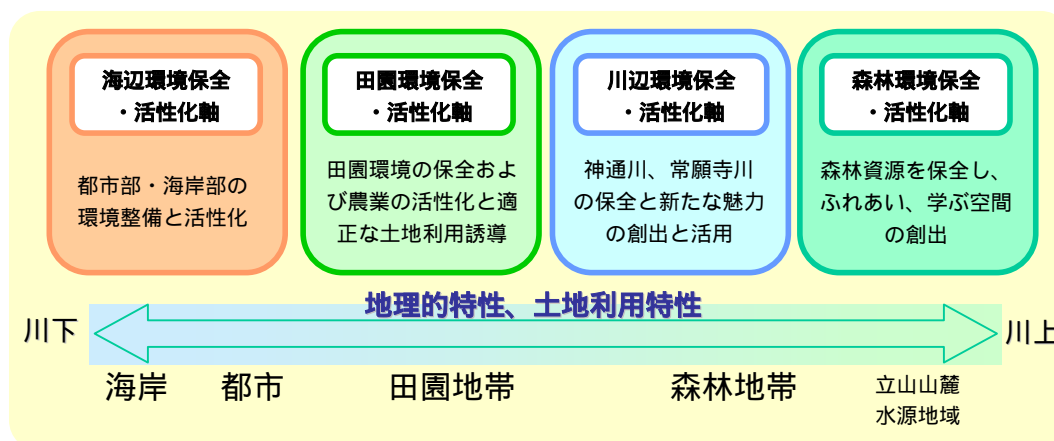 海辺環境保全
・活性化軸
都市部・海岸部の
環境整備と活性化
田園環境保全
・活性化軸
田園環境の保全およ
び農業の活性化と適
正な土地利用誘導
川辺環境保全
・活性化軸
神通川、常願寺川
の保全と新たな魅力
の創出と活用
森林環境保全
・活性化軸
森林資源を保全し、
ふれあい、学ぶ空間
の創出
地理的特性、土地利用特性
川下
川上
海岸
都市
田園地帯
森林地帯
立山山麓
水源地域